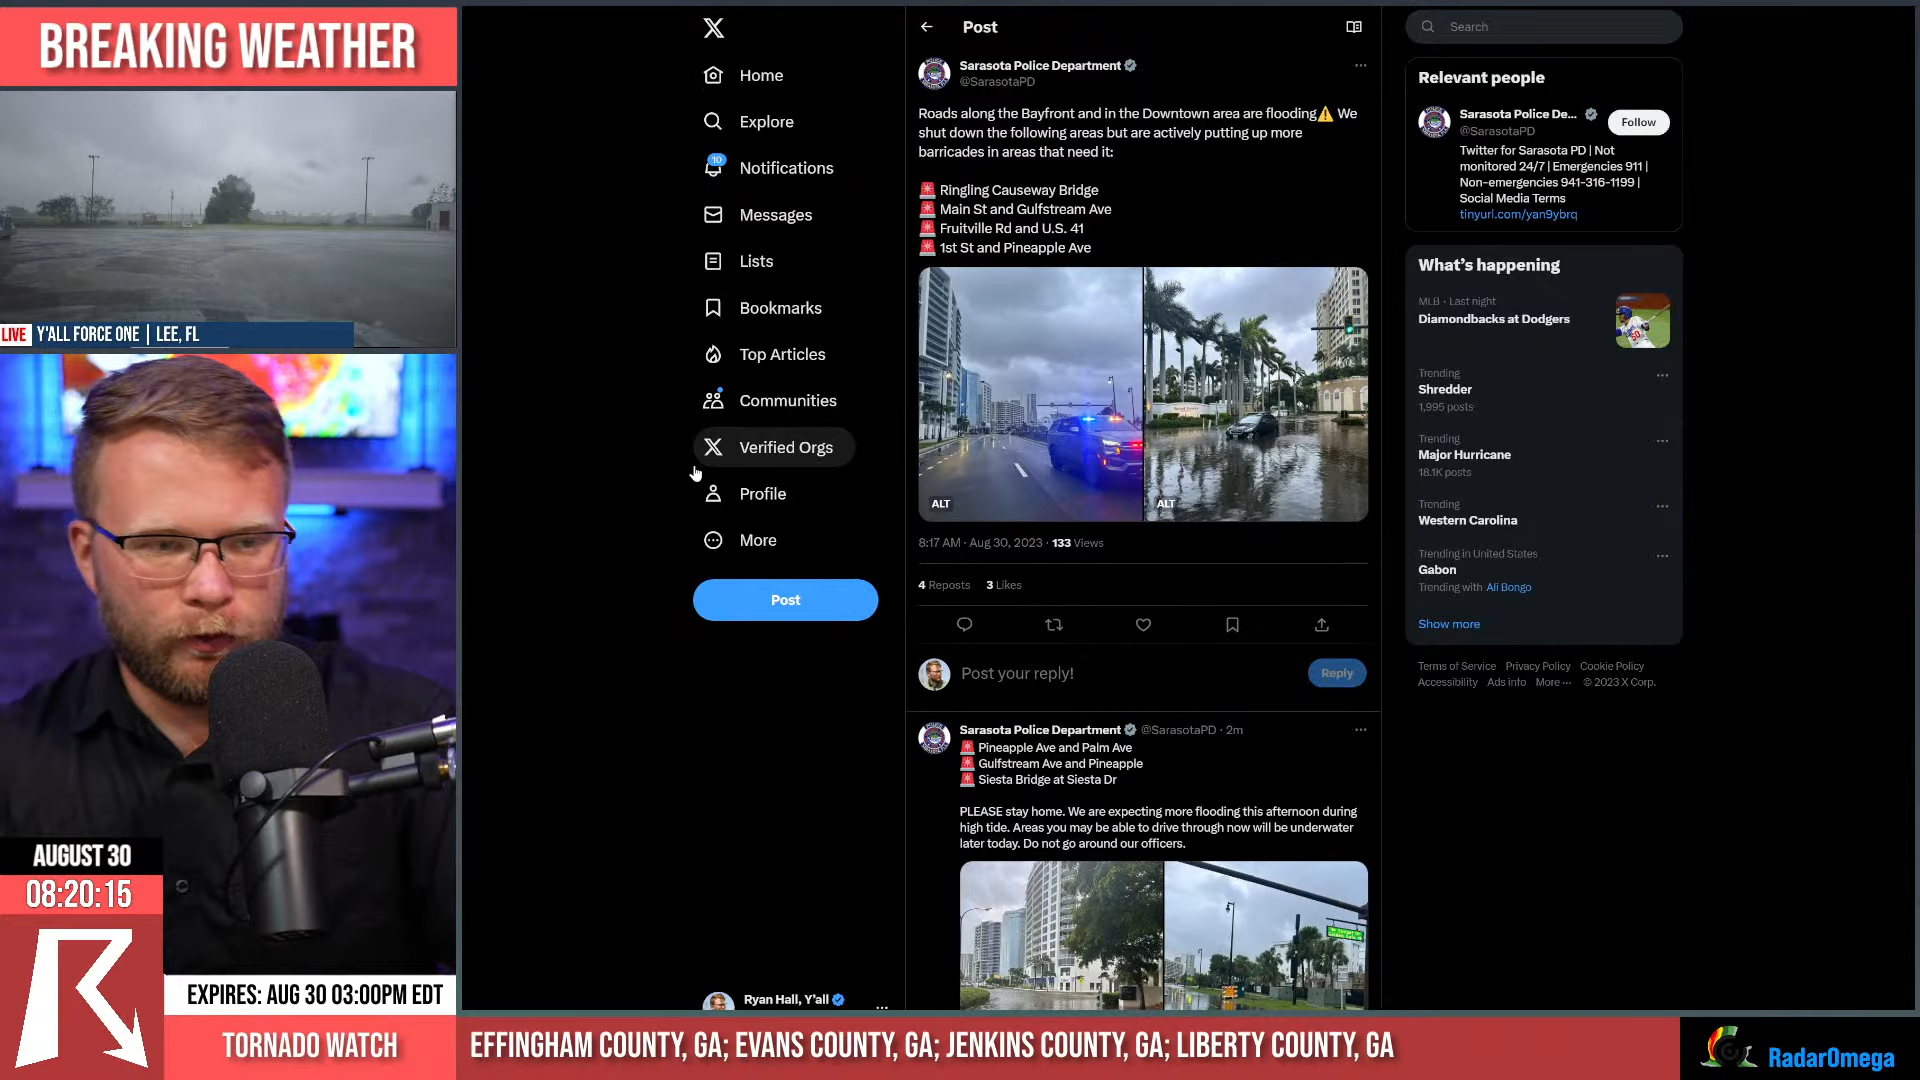 BREAKING WEATHER
LIVE Y'ALL FORCE ONE | LEE, FL
AUGUST 30
08:20:15
EXPIRES: AUG 30 03:00PM EDT
TORNADO WATCH
EFFINGHAM COUNTY, GA; EVANS COUNTY, GA; JENKINS COUNTY, GA; LIBERTY COUNTY, GA
RadarOmega
Home
Explore
10
Notifications
Messages
Lists
Bookmarks
Top Articles
Communities
Verified Orgs
Profile
More
Post
Ryan Hall, Y'all
Post
Sarasota Police Department
@SarasotaPD
Roads along the Bayfront and in the Downtown area are flooding⚠️ We
shut down the following areas but are actively putting up more
barricades in areas that need it:
🚨 Ringling Causeway Bridge
🚨 Main St and Gulfstream Ave
🚨 Fruitville Rd and U.S. 41
🚨 1st St and Pineapple Ave
ALT
ALT
8:17 AM · Aug 30, 2023 · 133 Views
4 Reposts 3 Likes
Post your reply!
Reply
Sarasota Police Department @SarasotaPD · 2m
🚨 Pineapple Ave and Palm Ave
🚨 Gulfstream Ave and Pineapple
🚨 Siesta Bridge at Siesta Dr
PLEASE stay home. We are expecting more flooding this afternoon during
high tide. Areas you may be able to drive through now will be underwater
later today. Do not go around our officers.
Search
Relevant people
Sarasota Police De...
@SarasotaPD
Follow
Twitter for Sarasota PD | Not
monitored 24/7 | Emergencies 911 |
Non-emergencies 941-316-1199 |
Social Media Terms
tinyurl.com/yan9ybrq
What's happening
MLB · Last night
Diamondbacks at Dodgers
Trending
Shredder
1,995 posts
Trending
Major Hurricane
18.1K posts
Trending
Western Carolina
Trending in United States
Gabon
Trending with Ali Bongo
Show more
Terms of Service Privacy Policy Cookie Policy
Accessibility Ads info More ··· © 2023 X Corp.